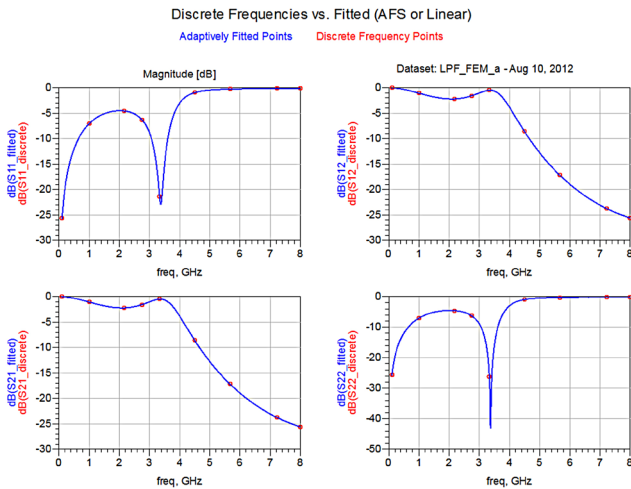 Discrete Frequencies vs. Fitted (AFS or Linear)
Adaptively Fitted Points Discrete Frequency Points
Magnitude [dB]
Dataset: LPF_FEM_a - Aug 10, 2012
dB(S11_fitted)
dB(S11_discrete)
0
-5
-10
-15
-20
-25
-30
0 1 2 3 4 5 6 7 8
freq, GHz
dB(S12_fitted)
dB(S12_discrete)
0
-5
-10
-15
-20
-25
-30
0 1 2 3 4 5 6 7 8
freq, GHz
dB(S21_fitted)
dB(S21_discrete)
0
-5
-10
-15
-20
-25
-30
0 1 2 3 4 5 6 7 8
freq, GHz
dB(S22_fitted)
dB(S22_discrete)
0
-10
-20
-30
-40
-50
0 1 2 3 4 5 6 7 8
freq, GHz